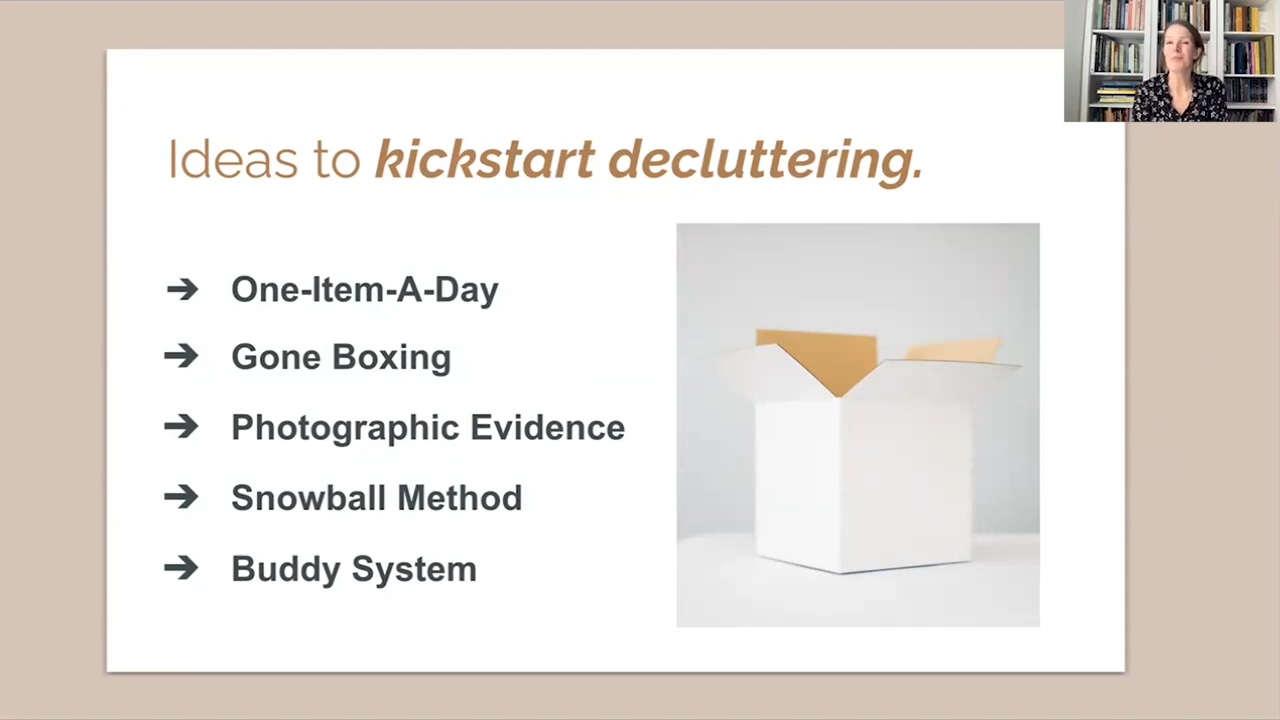 Ideas to kickstart decluttering.
➔ One-Item-A-Day
➔ Gone Boxing
➔ Photographic Evidence
➔ Snowball Method
➔ Buddy System